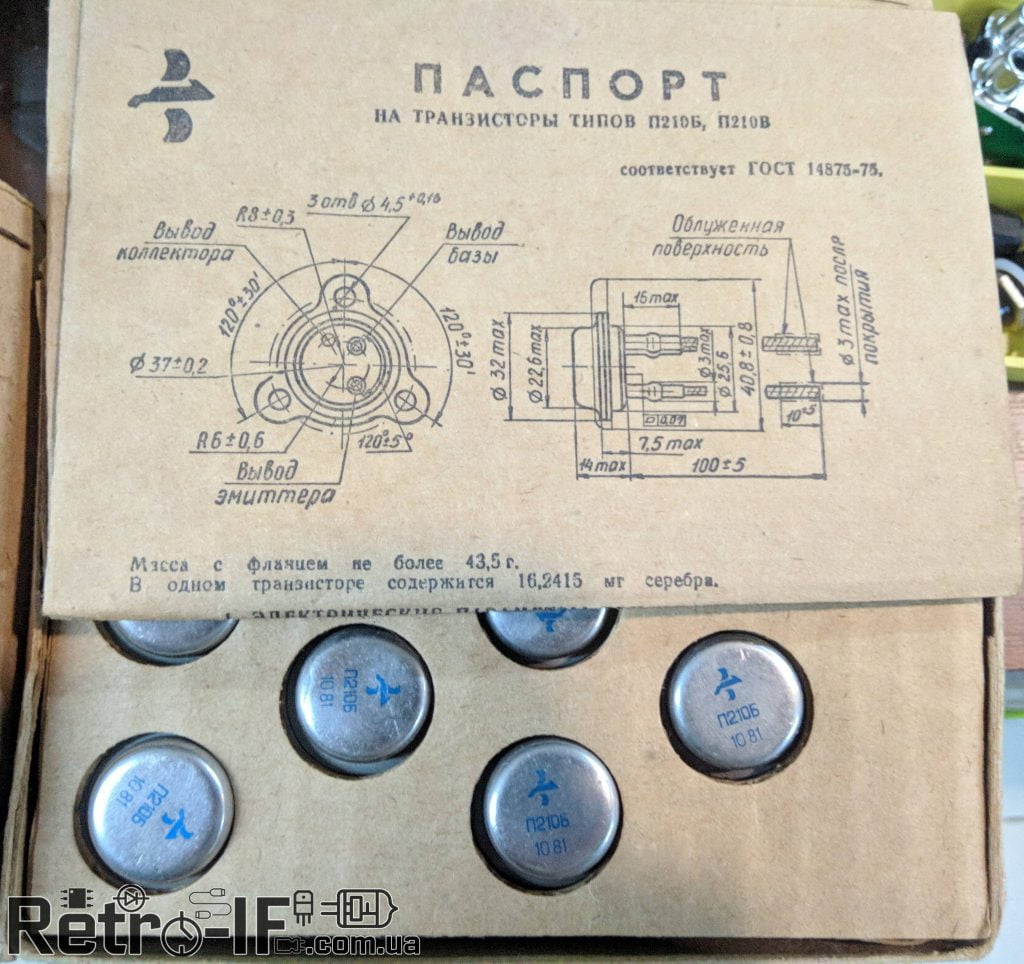 ПАСПОРТ
НА ТРАНЗИСТОРЫ ТИПОВ П210Б, П210В
соответствует ГОСТ 14875-75.
3 отв ϕ 4,5⁺⁰,¹⁶
R8±0,3
Вывод
коллектора
Вывод
базы
120°±30'
120°±30'
ϕ 37±0,2
R6±0,6
120°±5°
Вывод
эмиттера
Облуженная
поверхность
15 max
ϕ 32 max
ϕ 22,6 max
ϕ 3 max
ϕ 25,6
40,8±0,8
ϕ 3 max после
покрытия
7,5 max
14 max
100±5
Масса с фланцем не более 43,5 г.
В одном транзисторе содержится 16,2415 мг серебра.
П210Б
10 81
П210Б
10 81
П210Б
10 81
П210Б
10 81
Retro-IF
.com.ua